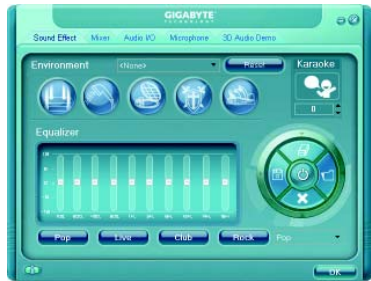 GIGABYTE
TECHNOLOGY
Sound Effect Mixer Audio I/O Microphone 3D Audio Demo
Environment <None> Reset Karaoke
0
Equalizer
Pop Live Club Rock Pop
OK